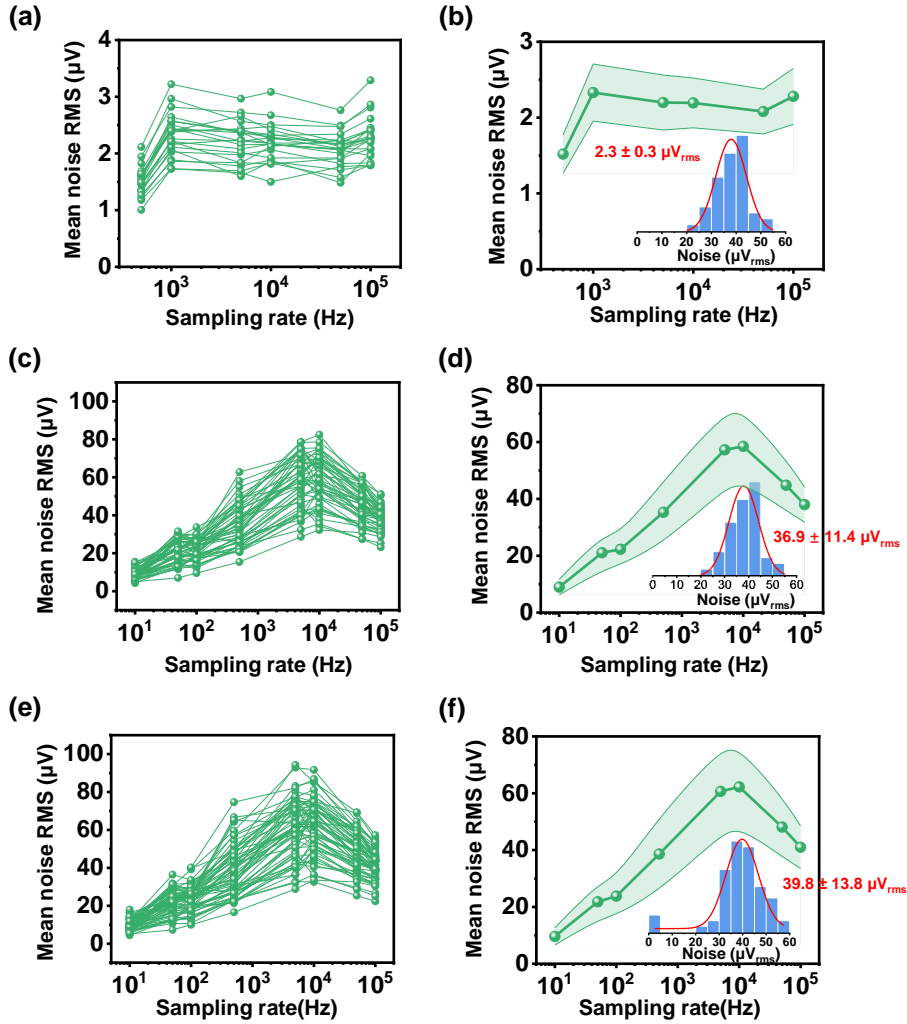 (a)
Mean noise RMS (µV)
4
3
2
1
0
10³ 10⁴ 10⁵
Sampling rate (Hz)
(b)
Mean noise RMS (µV)
3
2
1
0
2.3 ± 0.3 µVrms
0 10 20 30 40 50 60
Noise (µVrms)
10³ 10⁴ 10⁵
Sampling rate (Hz)
(c)
Mean noise RMS (µV)
100
80
60
40
20
0
10¹ 10² 10³ 10⁴ 10⁵
Sampling rate (Hz)
(d)
Mean noise RMS (µV)
80
60
40
20
0
36.9 ± 11.4 µVrms
0 10 20 30 40 50 60
Noise (µVrms)
10¹ 10² 10³ 10⁴ 10⁵
Sampling rate (Hz)
(e)
Mean noise RMS (µV)
100
80
60
40
20
0
10¹ 10² 10³ 10⁴ 10⁵
Sampling rate(Hz)
(f)
Mean noise RMS (µV)
80
60
40
20
0
39.8 ± 13.8 µVrms
0 10 20 30 40 50 60
Noise (µVrms)
10¹ 10² 10³ 10⁴ 10⁵
Sampling rate(Hz)